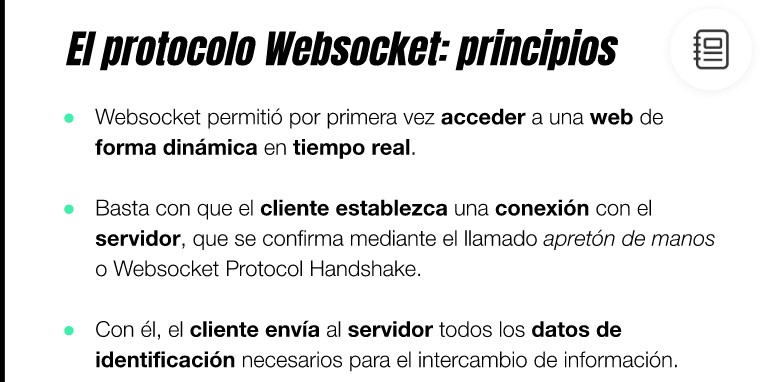 El protocolo Websocket: principios
Websocket permitió por primera vez acceder a una web de
forma dinámica en tiempo real.
Basta con que el cliente establezca una conexión con el
servidor, que se confirma mediante el llamado apretón de manos
o Websocket Protocol Handshake.
Con él, el cliente envía al servidor todos los datos de
identificación necesarios para el intercambio de información.